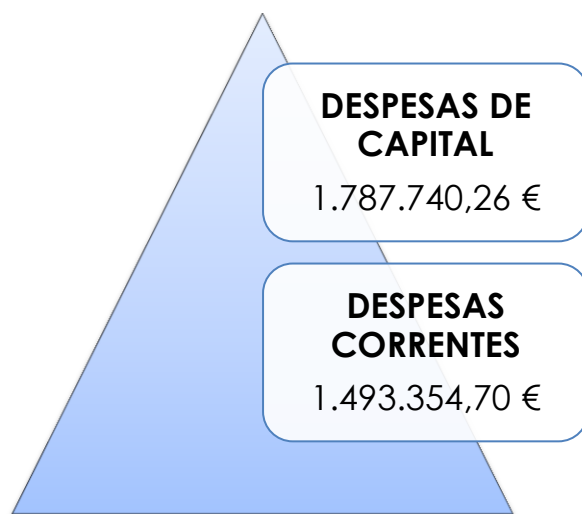 DESPESAS DE
CAPITAL
1.787.740,26 €
DESPESAS
CORRENTES
1.493.354,70 €